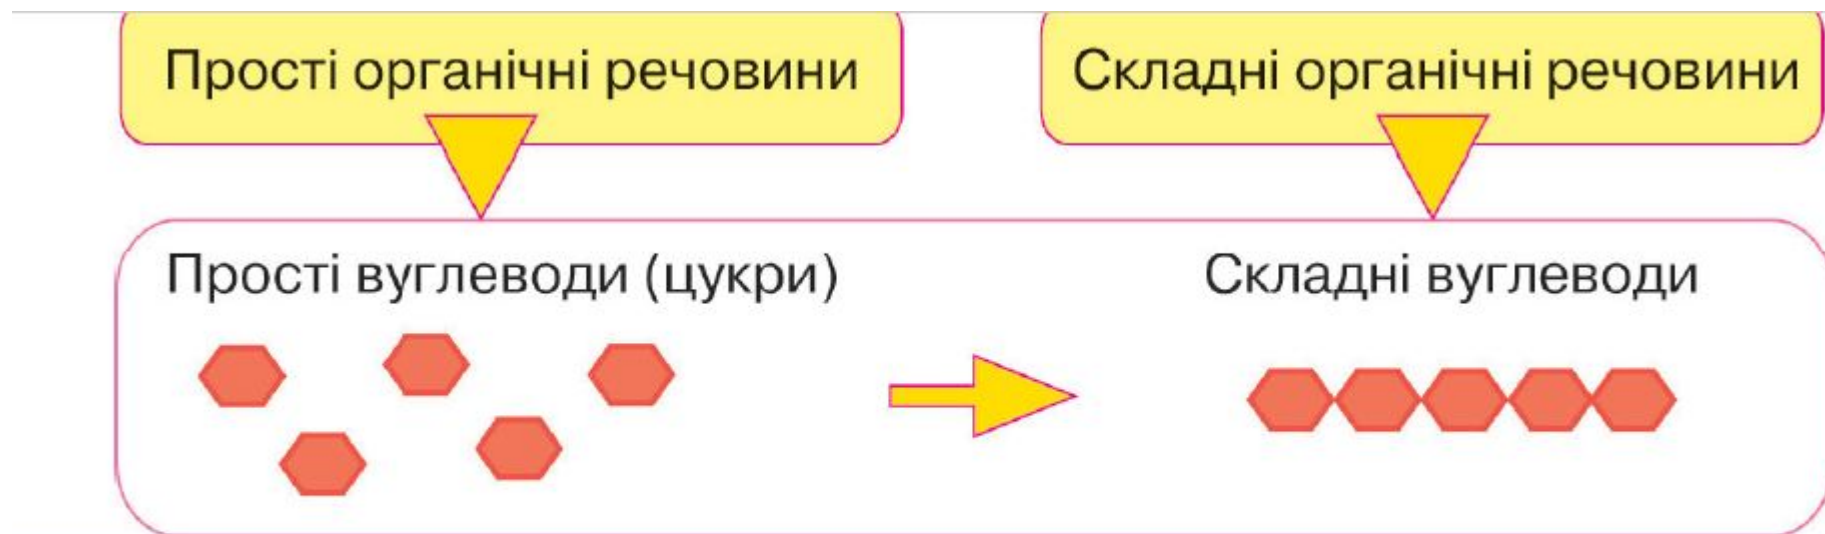 Прості органічні речовини
Складні органічні речовини
Прості вуглеводи (цукри)
Складні вуглеводи